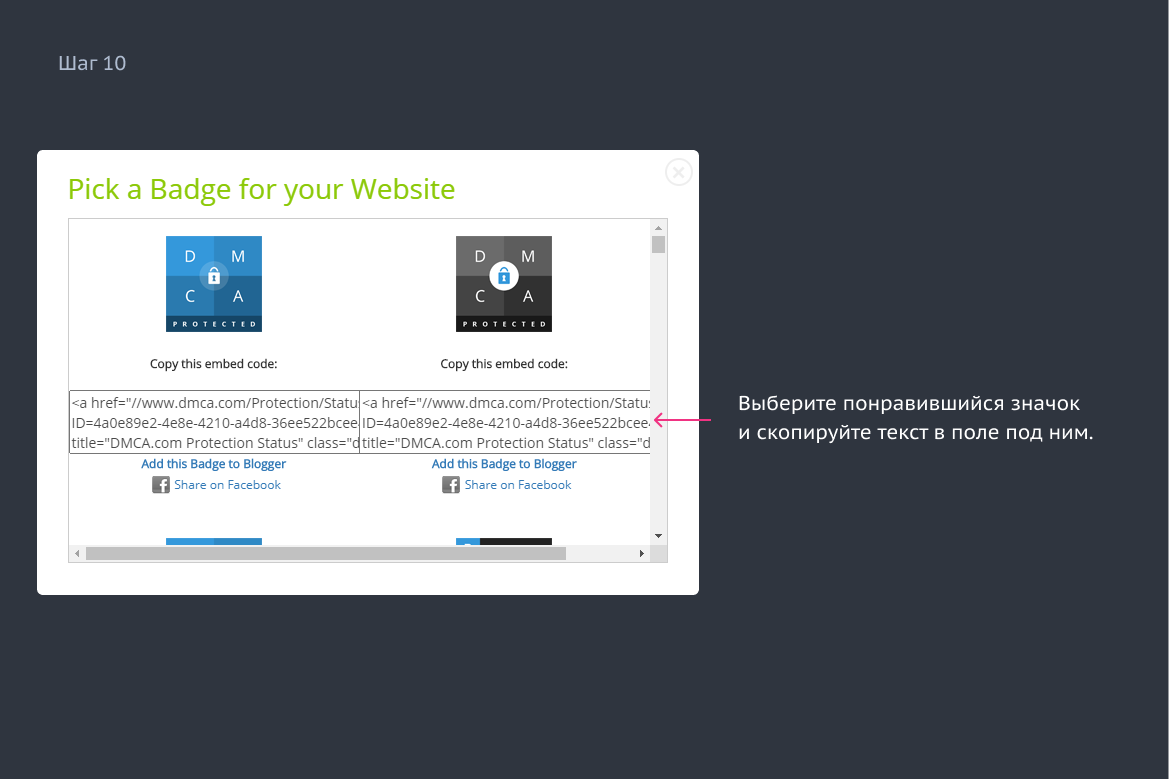 Шаг 10
Pick a Badge for your Website
D M D M
C A C A
PROTECTED PROTECTED
Copy this embed code: Copy this embed code:
<a href="//www.dmca.com/Protection/Statu <a href="//www.dmca.com/Protection/Statu
ID=4a0e89e2-4e8e-4210-a4d8-36ee522bcee ID=4a0e89e2-4e8e-4210-a4d8-36ee522bcee
title="DMCA.com Protection Status" class="d title="DMCA.com Protection Status" class="d
Add this Badge to Blogger Add this Badge to Blogger
Share on Facebook Share on Facebook
Выберите понравившийся значок
и скопируйте текст в поле под ним.